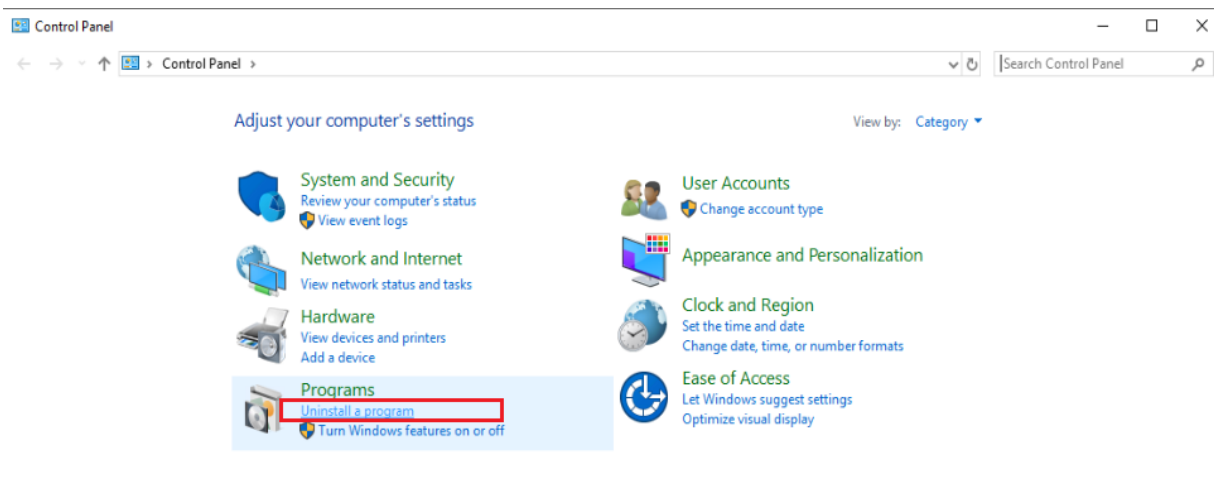 Control Panel
Control Panel
Search Control Panel
Adjust your computer's settings
View by: Category
System and Security
Review your computer's status
View event logs
Network and Internet
View network status and tasks
Hardware
View devices and printers
Add a device
Programs
Uninstall a program
Turn Windows features on or off
User Accounts
Change account type
Appearance and Personalization
Clock and Region
Set the time and date
Change date, time, or number formats
Ease of Access
Let Windows suggest settings
Optimize visual display